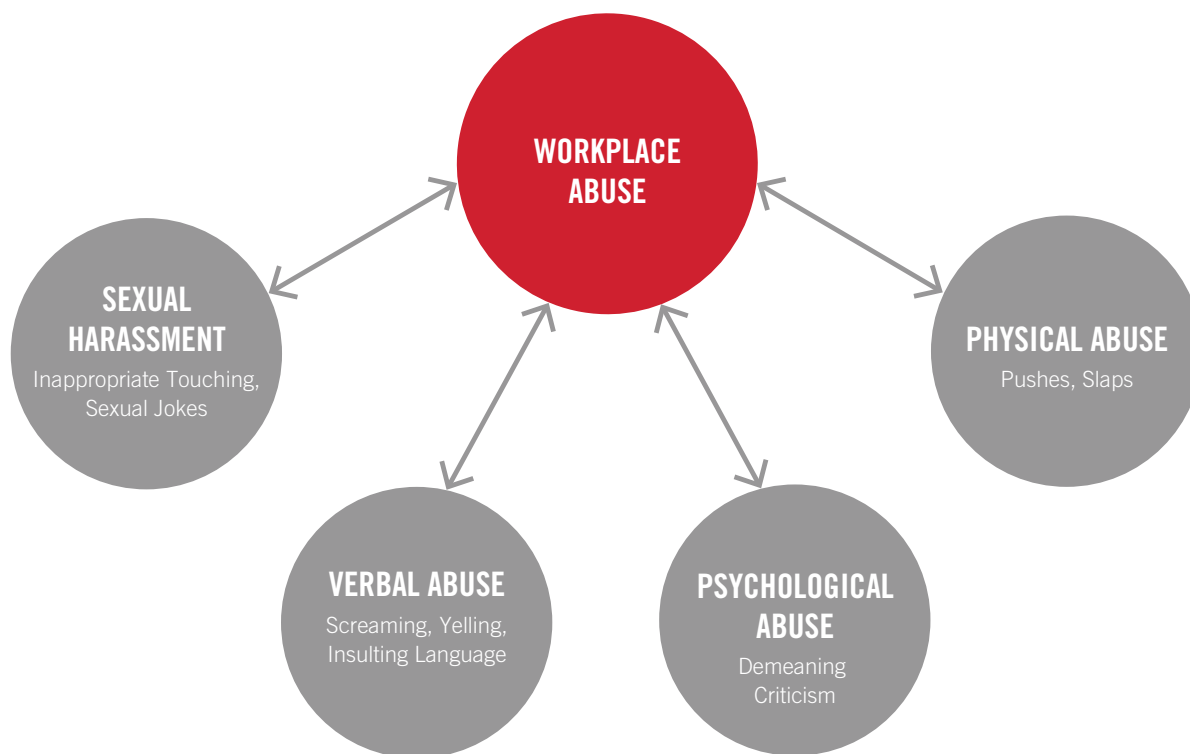 WORKPLACE
ABUSE
SEXUAL
HARASSMENT
Inappropriate Touching,
Sexual Jokes
VERBAL ABUSE
Screaming, Yelling,
Insulting Language
PSYCHOLOGICAL
ABUSE
Demeaning
Criticism
PHYSICAL ABUSE
Pushes, Slaps